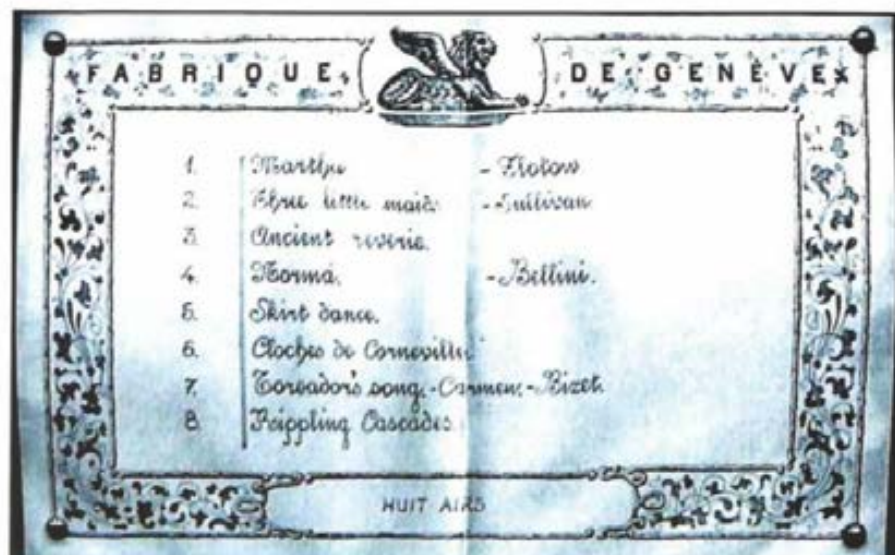 FABRIQUE DE GENÈVE
1. Martha - Flotow
2. Three little maids - Sullivan
3. Ancient reverie.
4. Norma. - Bellini.
5. Skirt dance.
6. Cloches de Corneville
7. Toreador's song. - Carmen. - Bizet.
8. Rippling Cascades.
HUIT AIRS